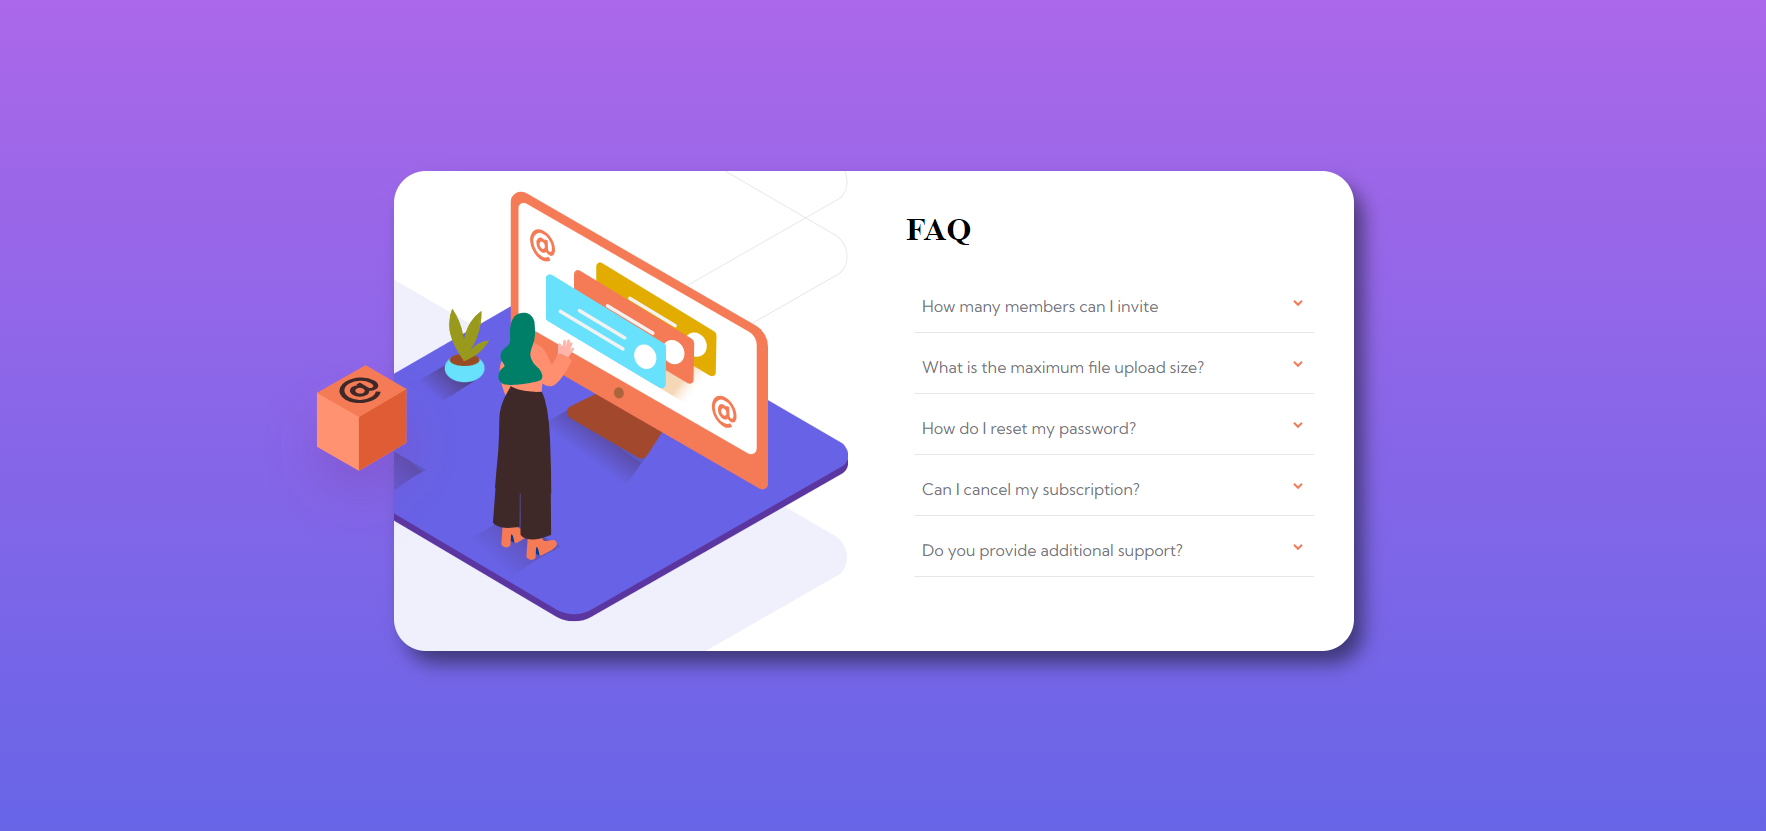 @
FAQ
How many members can I invite
What is the maximum file upload size?
@
@
How do I reset my password?
Can I cancel my subscription?
Do you provide additional support?